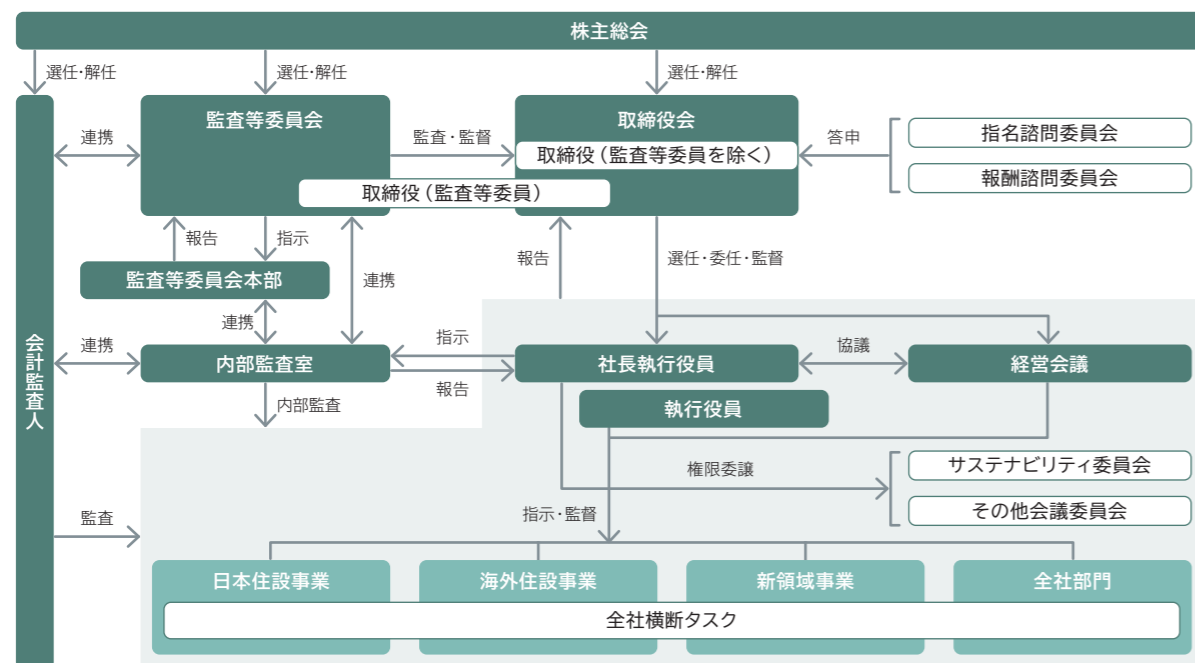 株主総会
選任・解任
選任・解任
選任・解任
会計監査人
連携
監査等委員会
監査・監督
取締役会
取締役（監査等委員を除く）
取締役（監査等委員）
答申
指名諮問委員会
報酬諮問委員会
報告
指示
連携
報告
選任・委任・監督
監査等委員会本部
連携
連携
内部監査室
指示
報告
社長執行役員
協議
経営会議
執行役員
内部監査
権限委譲
サステナビリティ委員会
その他会議委員会
監査
指示・監督
日本住設事業
海外住設事業
新領域事業
全社部門
全社横断タスク